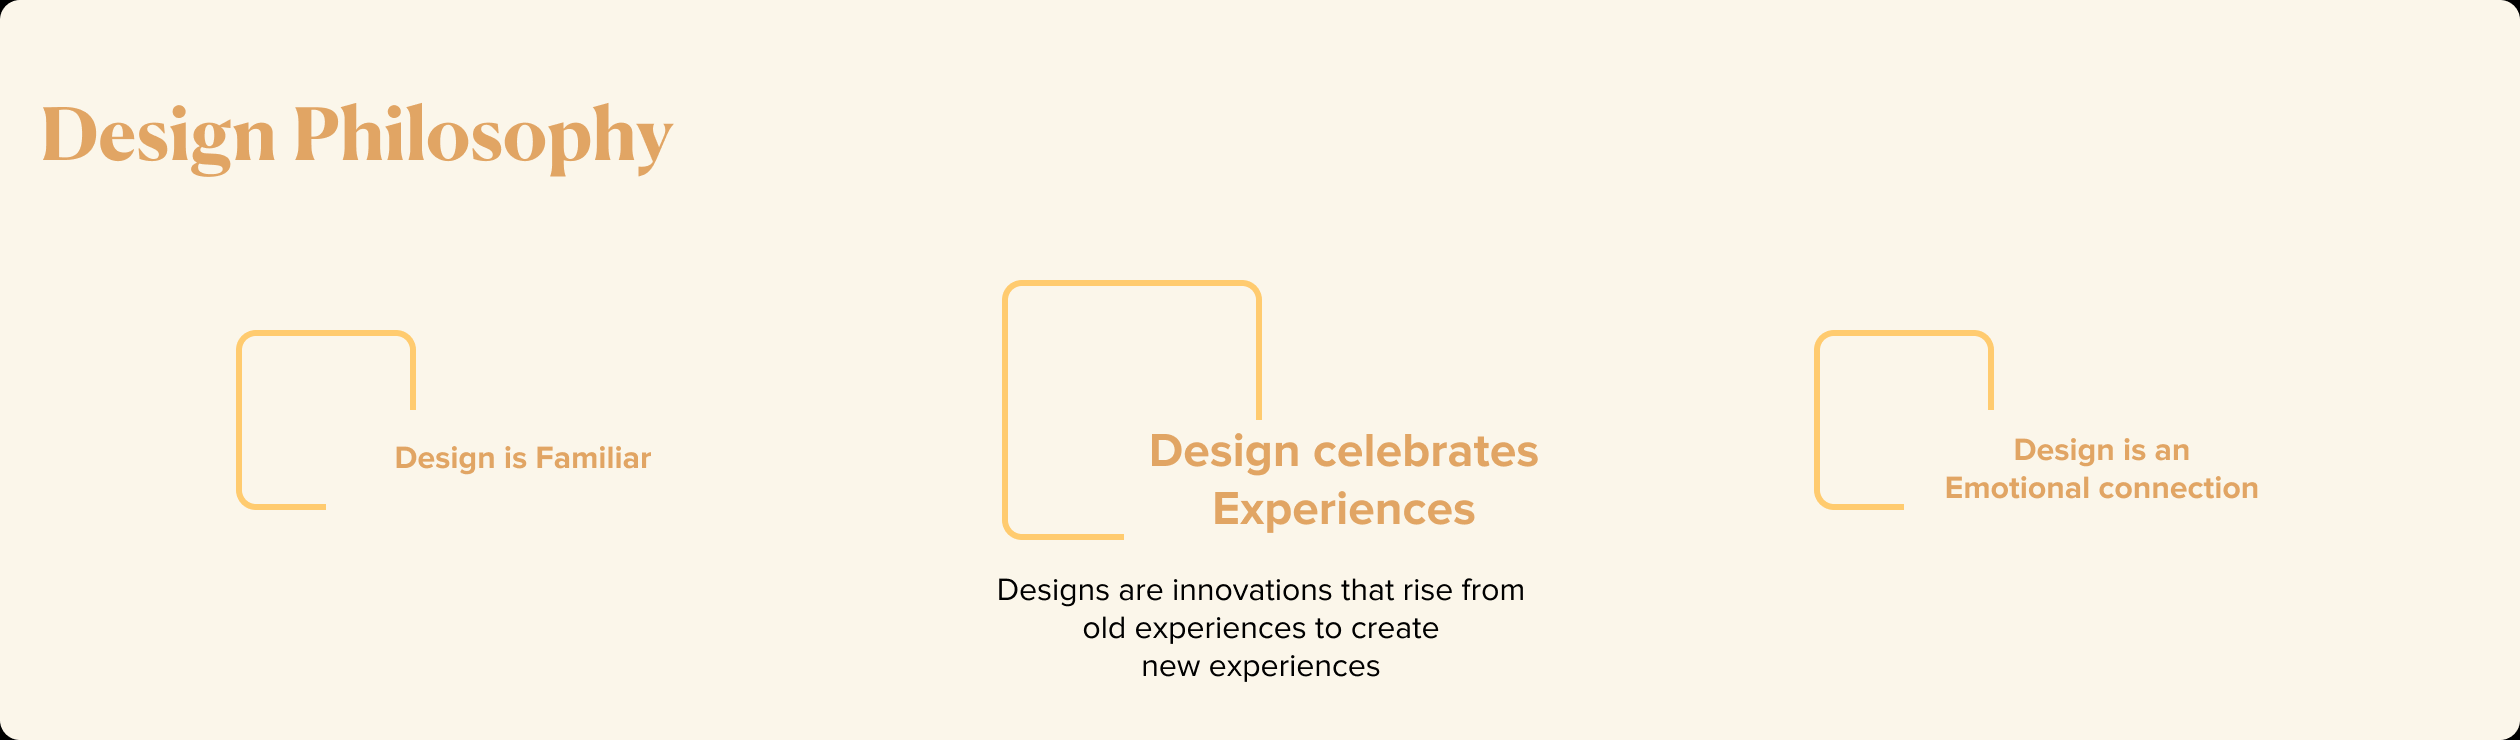 Design Philosophy
Design is Familiar
Design celebrates
Experiences
Designs are innovations that rise from
old experiences to create
new experiences
Design is an
Emotional connection